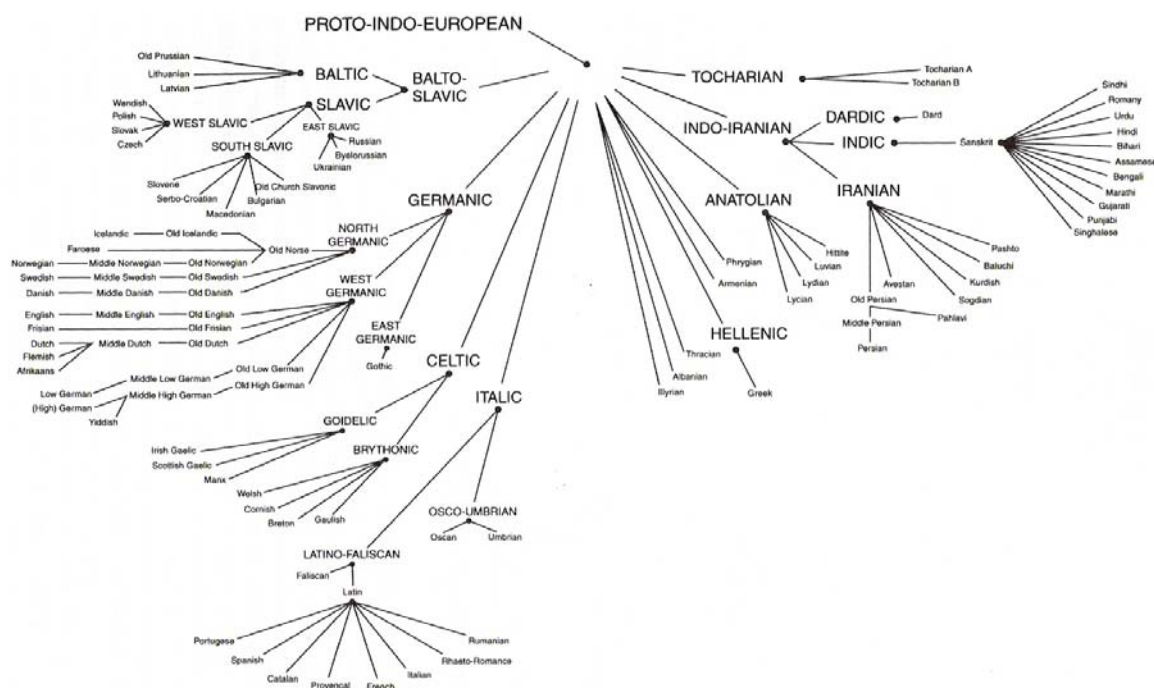 PROTO-INDO-EUROPEAN
Old Prussian
Lithuanian
Latvian
BALTIC
BALTO-
SLAVIC
SLAVIC
Wendish
Polish
Slovak
Czech
WEST SLAVIC
EAST SLAVIC
Russian
Byelorussian
Ukrainian
SOUTH SLAVIC
Slovene
Serbo-Croatian
Macedonian
Bulgarian
Old Church Slavonic
GERMANIC
NORTH
GERMANIC
Icelandic
Old Icelandic
Faroese
Old Norse
Norwegian
Middle Norwegian
Old Norwegian
Swedish
Middle Swedish
Old Swedish
Danish
Middle Danish
Old Danish
WEST
GERMANIC
English
Middle English
Old English
Frisian
Old Frisian
Dutch
Flemish
Afrikaans
Middle Dutch
Old Dutch
Low German
Middle Low German
Old Low German
(High) German
Yiddish
Middle High German
Old High German
EAST
GERMANIC
Gothic
CELTIC
GOIDELIC
Irish Gaelic
Scottish Gaelic
Manx
BRYTHONIC
Welsh
Cornish
Breton
Gaulish
ITALIC
OSCO-UMBRIAN
Oscan
Umbrian
LATINO-FALISCAN
Faliscan
Latin
Portugese
Spanish
Catalan
Provencal
French
Italian
Rhaeto-Romance
Rumanian
Illyrian
Albanian
Thracian
HELLENIC
Greek
Armenian
Phrygian
ANATOLIAN
Hittite
Luvian
Lydian
Lycian
TOCHARIAN
Tocharian A
Tocharian B
INDO-IRANIAN
DARDIC
Dard
INDIC
Sanskrit
Sindhi
Romany
Urdu
Hindi
Bihari
Assamese
Bengali
Marathi
Gujarati
Punjabi
Singhalese
IRANIAN
Pashto
Baluchi
Kurdish
Sogdian
Avestan
Old Persian
Middle Persian
Pahlavi
Persian